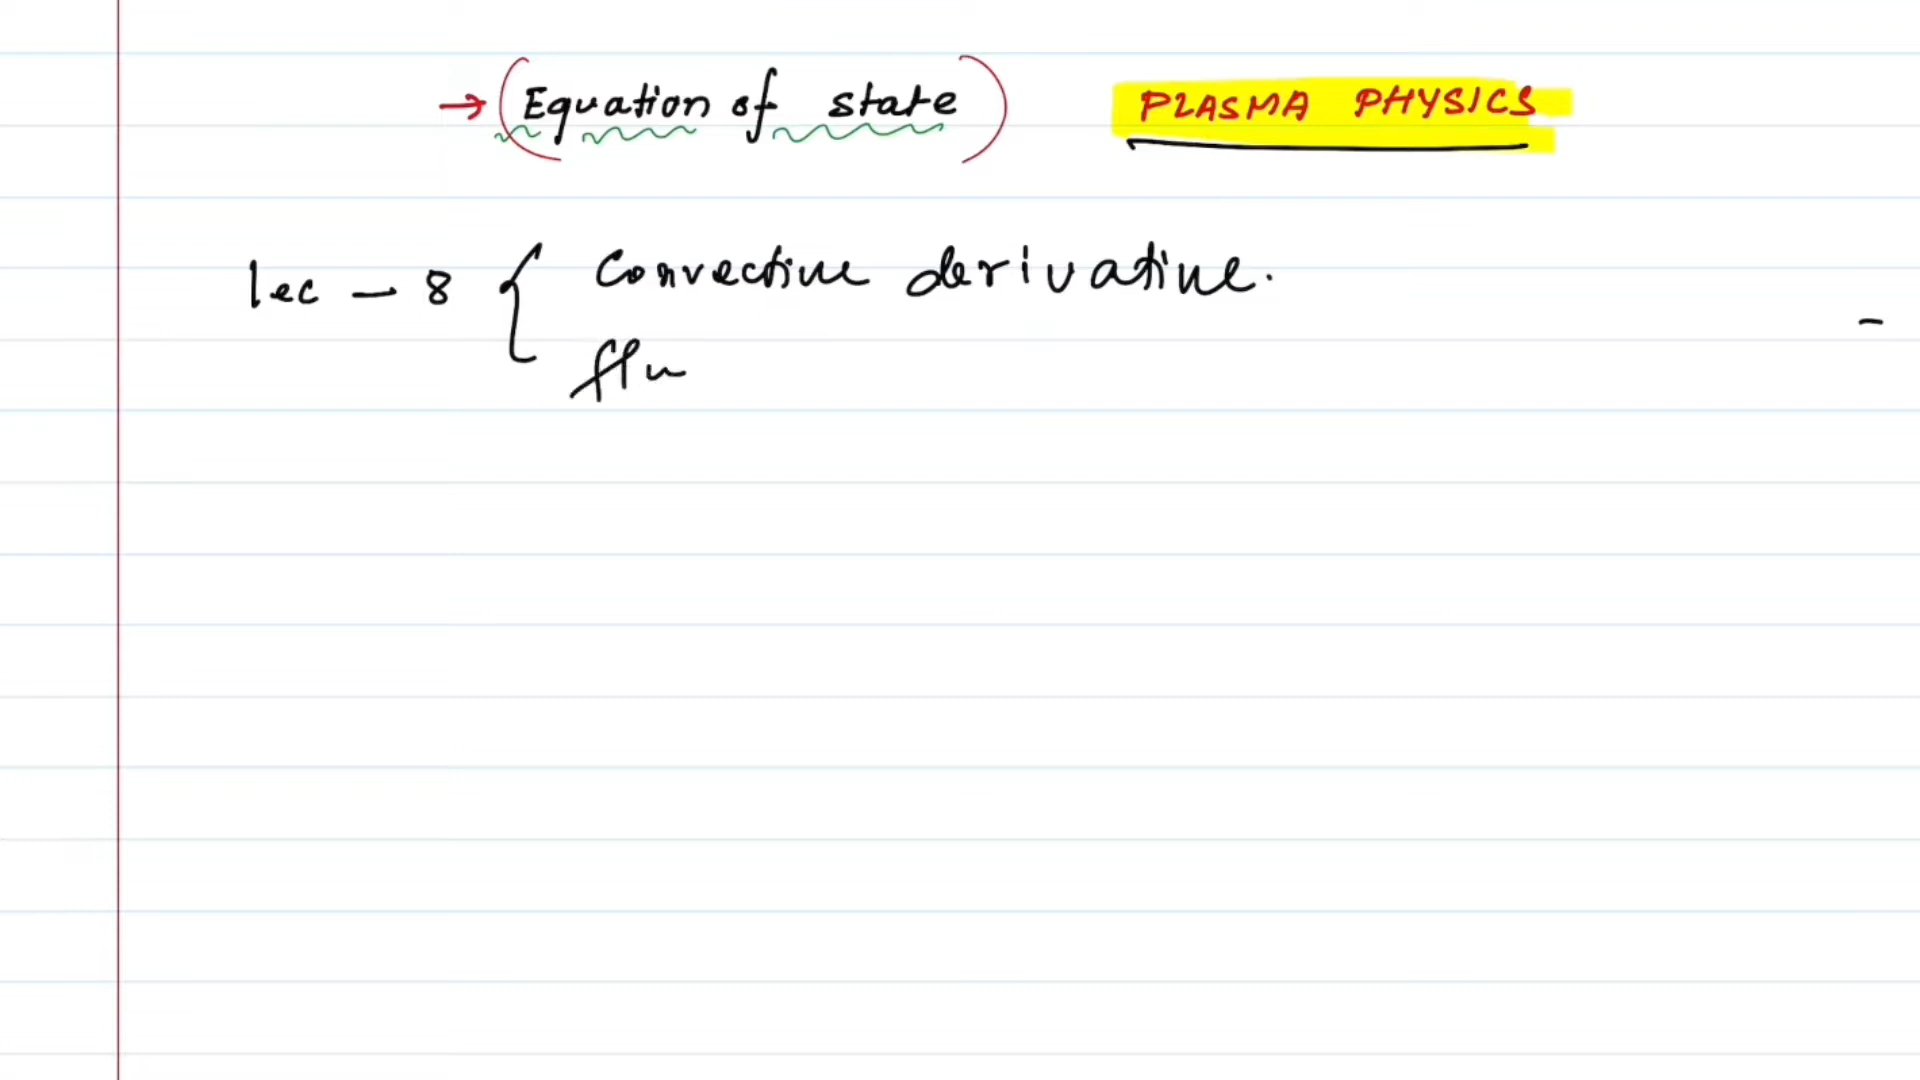 → (Equation of state) PLASMA PHYSICS
lec - 8 { Convective derivative.
flu